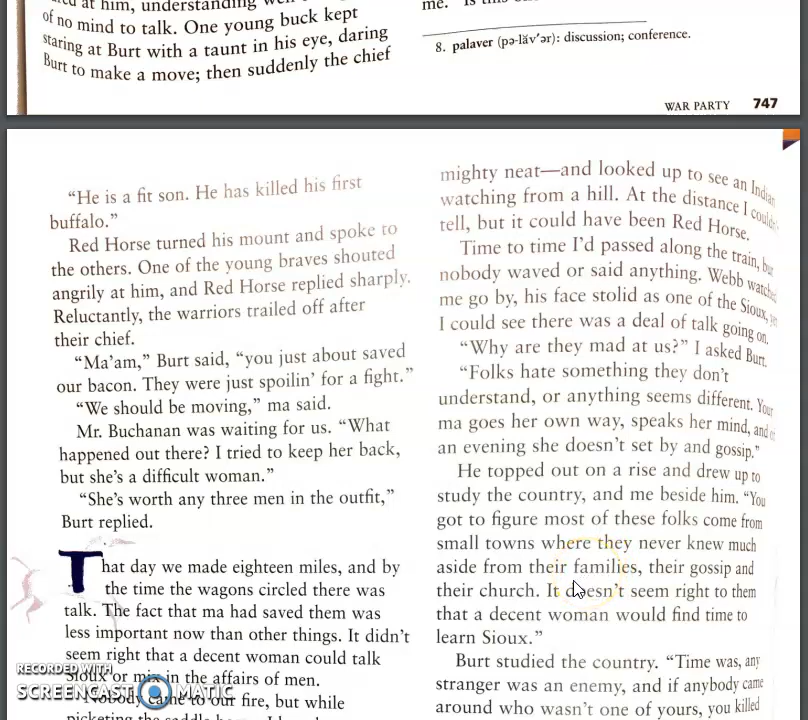 at him, understanding
of no mind to talk. One young buck kept
staring at Burt with a taunt in his eye, daring
Burt to make a move; then suddenly the chief
me.
8. palaver (pə-lăv′ər): discussion; conference.
WAR PARTY 747
“He is a fit son. He has killed his first
buffalo.”
Red Horse turned his mount and spoke to
the others. One of the young braves shouted
angrily at him, and Red Horse replied sharply.
Reluctantly, the warriors trailed off after
their chief.
“Ma’am,” Burt said, “you just about saved
our bacon. They were just spoilin’ for a fight.”
“We should be moving,” ma said.
Mr. Buchanan was waiting for us. “What
happened out there? I tried to keep her back,
but she’s a difficult woman.”
“She’s worth any three men in the outfit,”
Burt replied.
That day we made eighteen miles, and by
the time the wagons circled there was
talk. The fact that ma had saved them was
less important now than other things. It didn’t
seem right that a decent woman could talk
Sioux or mix in the affairs of men.
Nobody came to our fire, but while
picketing the saddle
mighty neat—and looked up to see an Indian
watching from a hill. At the distance I couldn’t
tell, but it could have been Red Horse.
Time to time I’d passed along the train, but
nobody waved or said anything. Webb watched
me go by, his face stolid as one of the Sioux, yet
I could see there was a deal of talk going on.
“Why are they mad at us?” I asked Burt.
“Folks hate something they don’t
understand, or anything seems different. Your
ma goes her own way, speaks her mind, and of
an evening she doesn’t set by and gossip.”
He topped out on a rise and drew up to
study the country, and me beside him. “You
got to figure most of these folks come from
small towns where they never knew much
aside from their families, their gossip and
their church. It doesn’t seem right to them
that a decent woman would find time to
learn Sioux.”
Burt studied the country. “Time was, any
stranger was an enemy, and if anybody came
around who wasn’t one of yours, you killed
RECORDED WITH
SCREENCAST MATIC